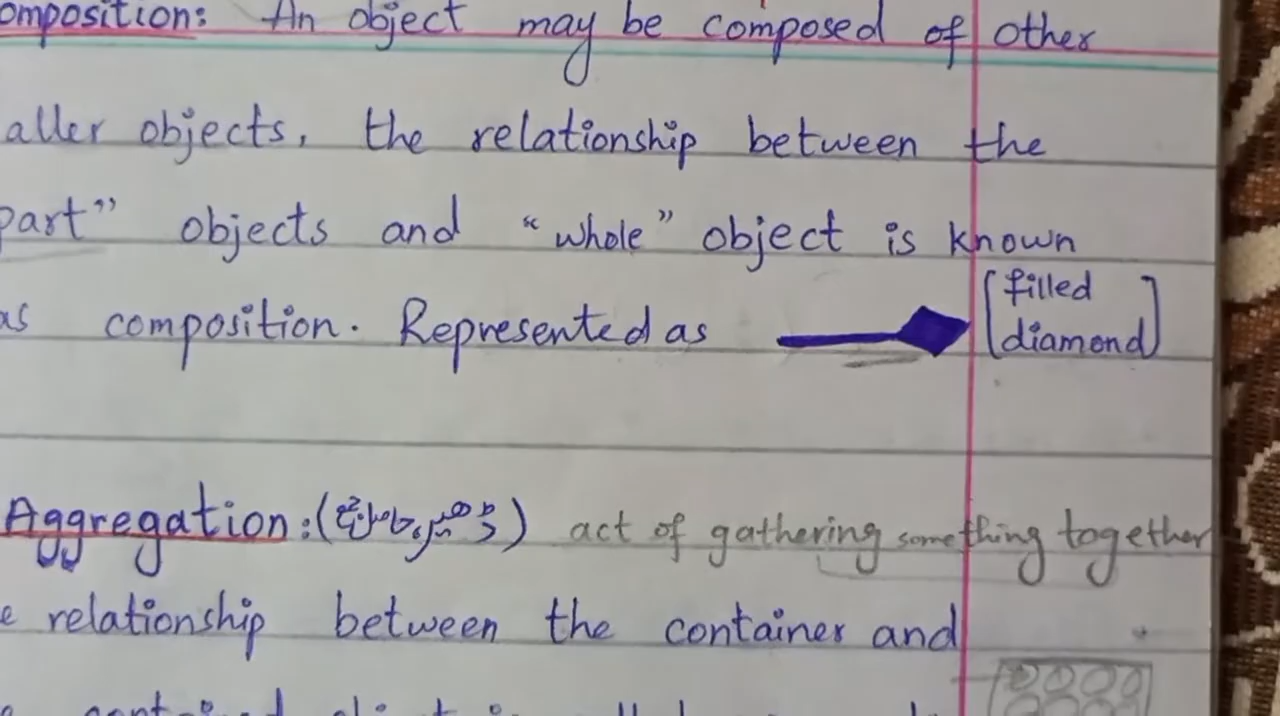 omposition: An object may be composed of other
aller objects, the relationship between the
part" objects and "whole" object is known
as composition. Represented as [filled diamond]
Aggregation: ( ) act of gathering something together
e relationship between the container and